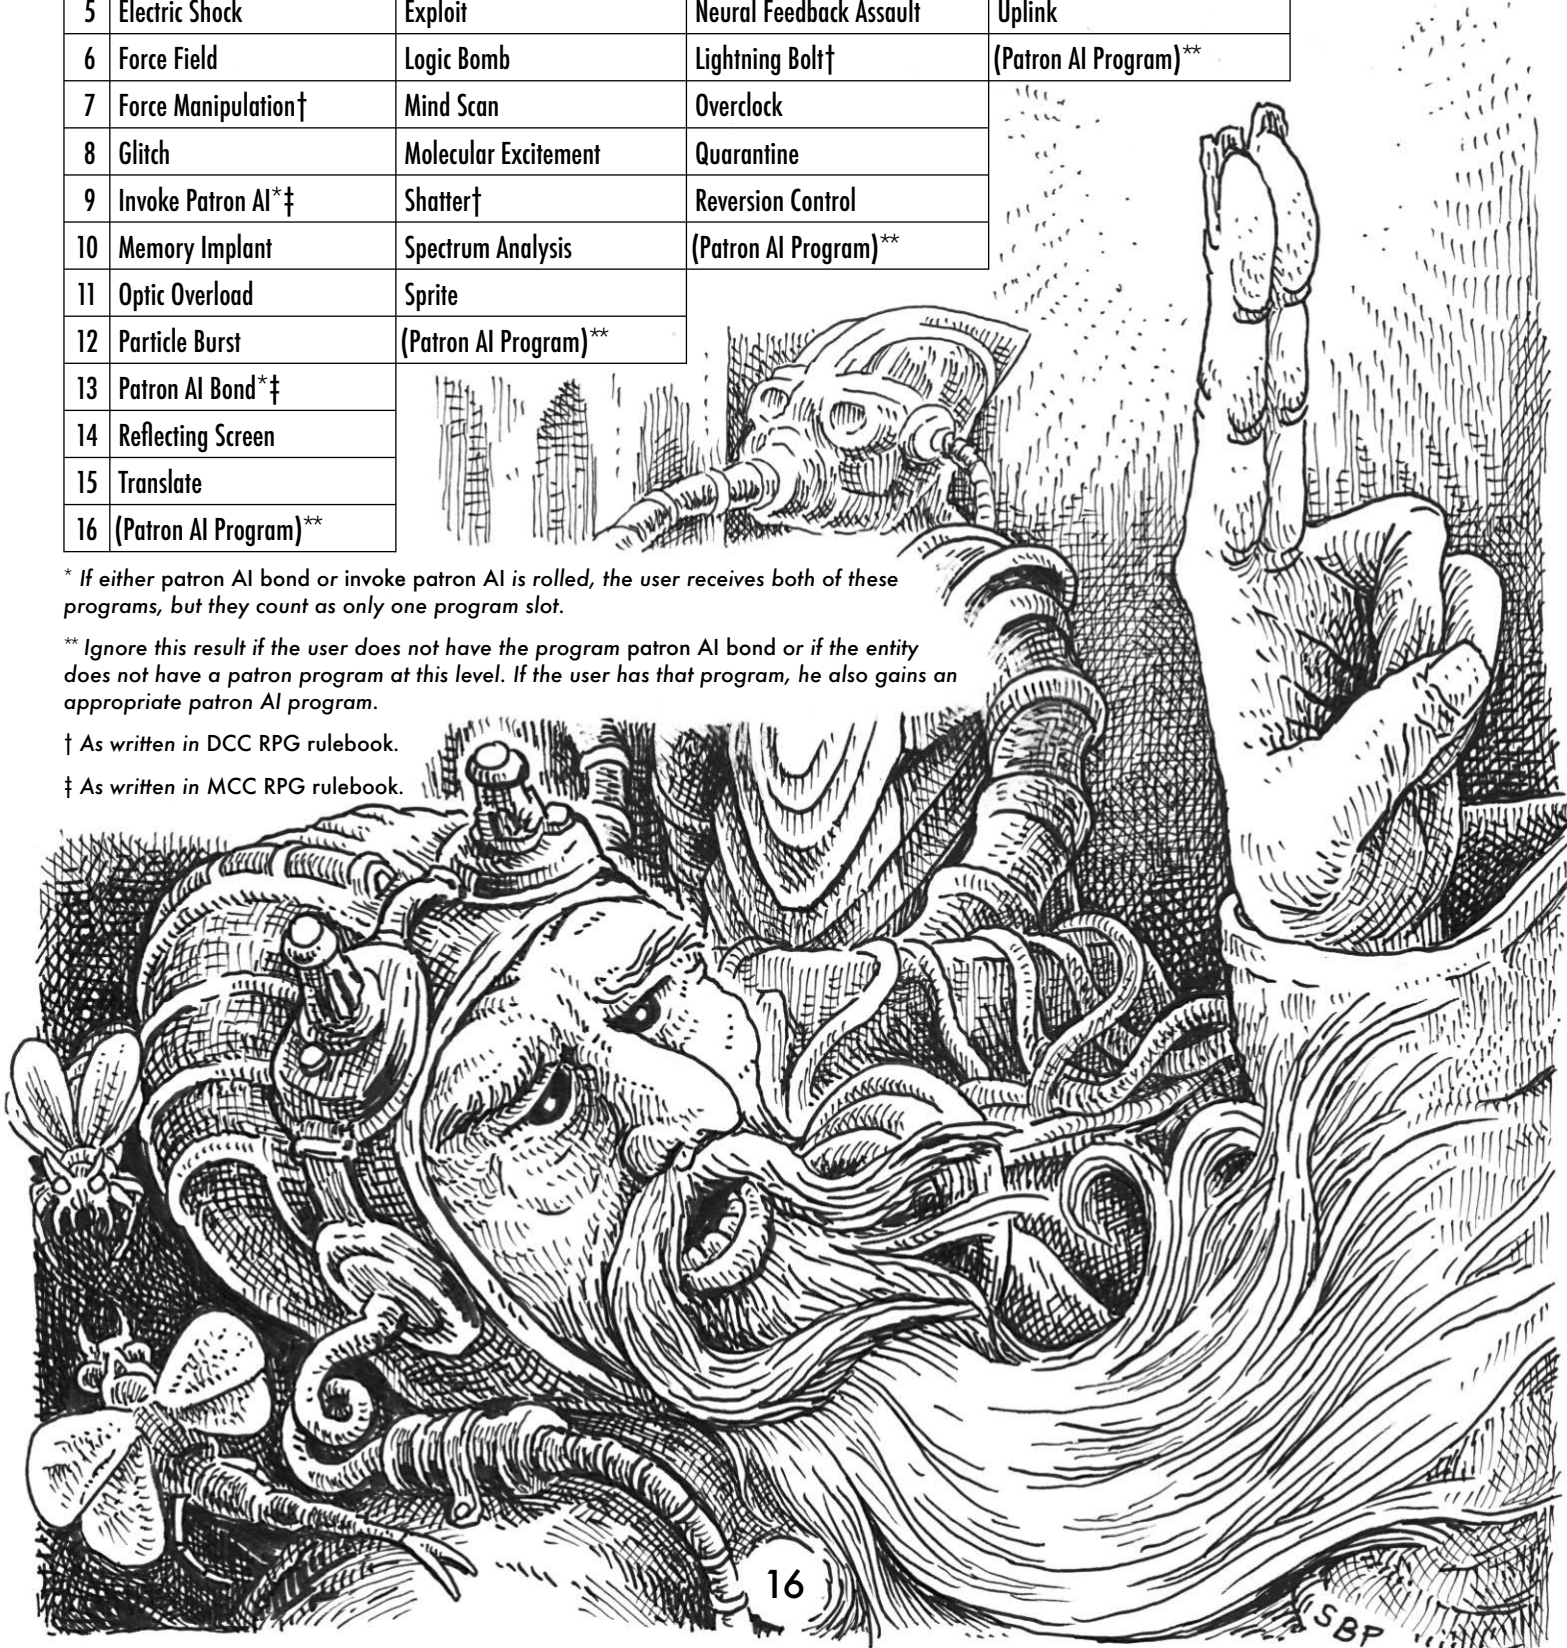 5 Electric Shock Exploit Neural Feedback Assault Uplink
6 Force Field Logic Bomb Lightning Bolt† (Patron AI Program)**
7 Force Manipulation† Mind Scan Overclock
8 Glitch Molecular Excitement Quarantine
9 Invoke Patron AI*‡ Shatter† Reversion Control
10 Memory Implant Spectrum Analysis (Patron AI Program)**
11 Optic Overload Sprite
12 Particle Burst (Patron AI Program)**
13 Patron AI Bond*‡
14 Reflecting Screen
15 Translate
16 (Patron AI Program)**
* If either patron AI bond or invoke patron AI is rolled, the user receives both of these
programs, but they count as only one program slot.
** Ignore this result if the user does not have the program patron AI bond or if the entity
does not have a patron program at this level. If the user has that program, he also gains an
appropriate patron AI program.
† As written in DCC RPG rulebook.
‡ As written in MCC RPG rulebook.
16
SBP